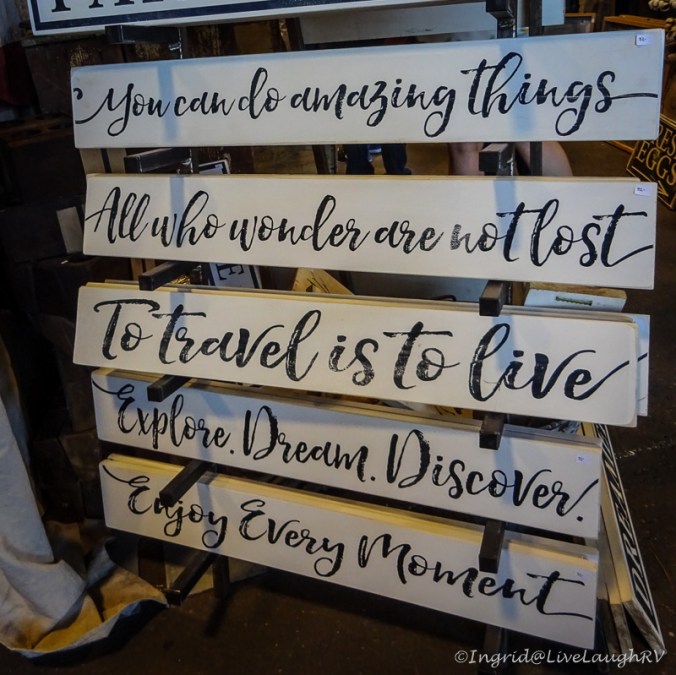 You can do amazing things
All who wonder are not lost
To travel is to live
Explore. Dream. Discover.
Enjoy Every Moment
EGGS
©Ingrid@LiveLaughRV